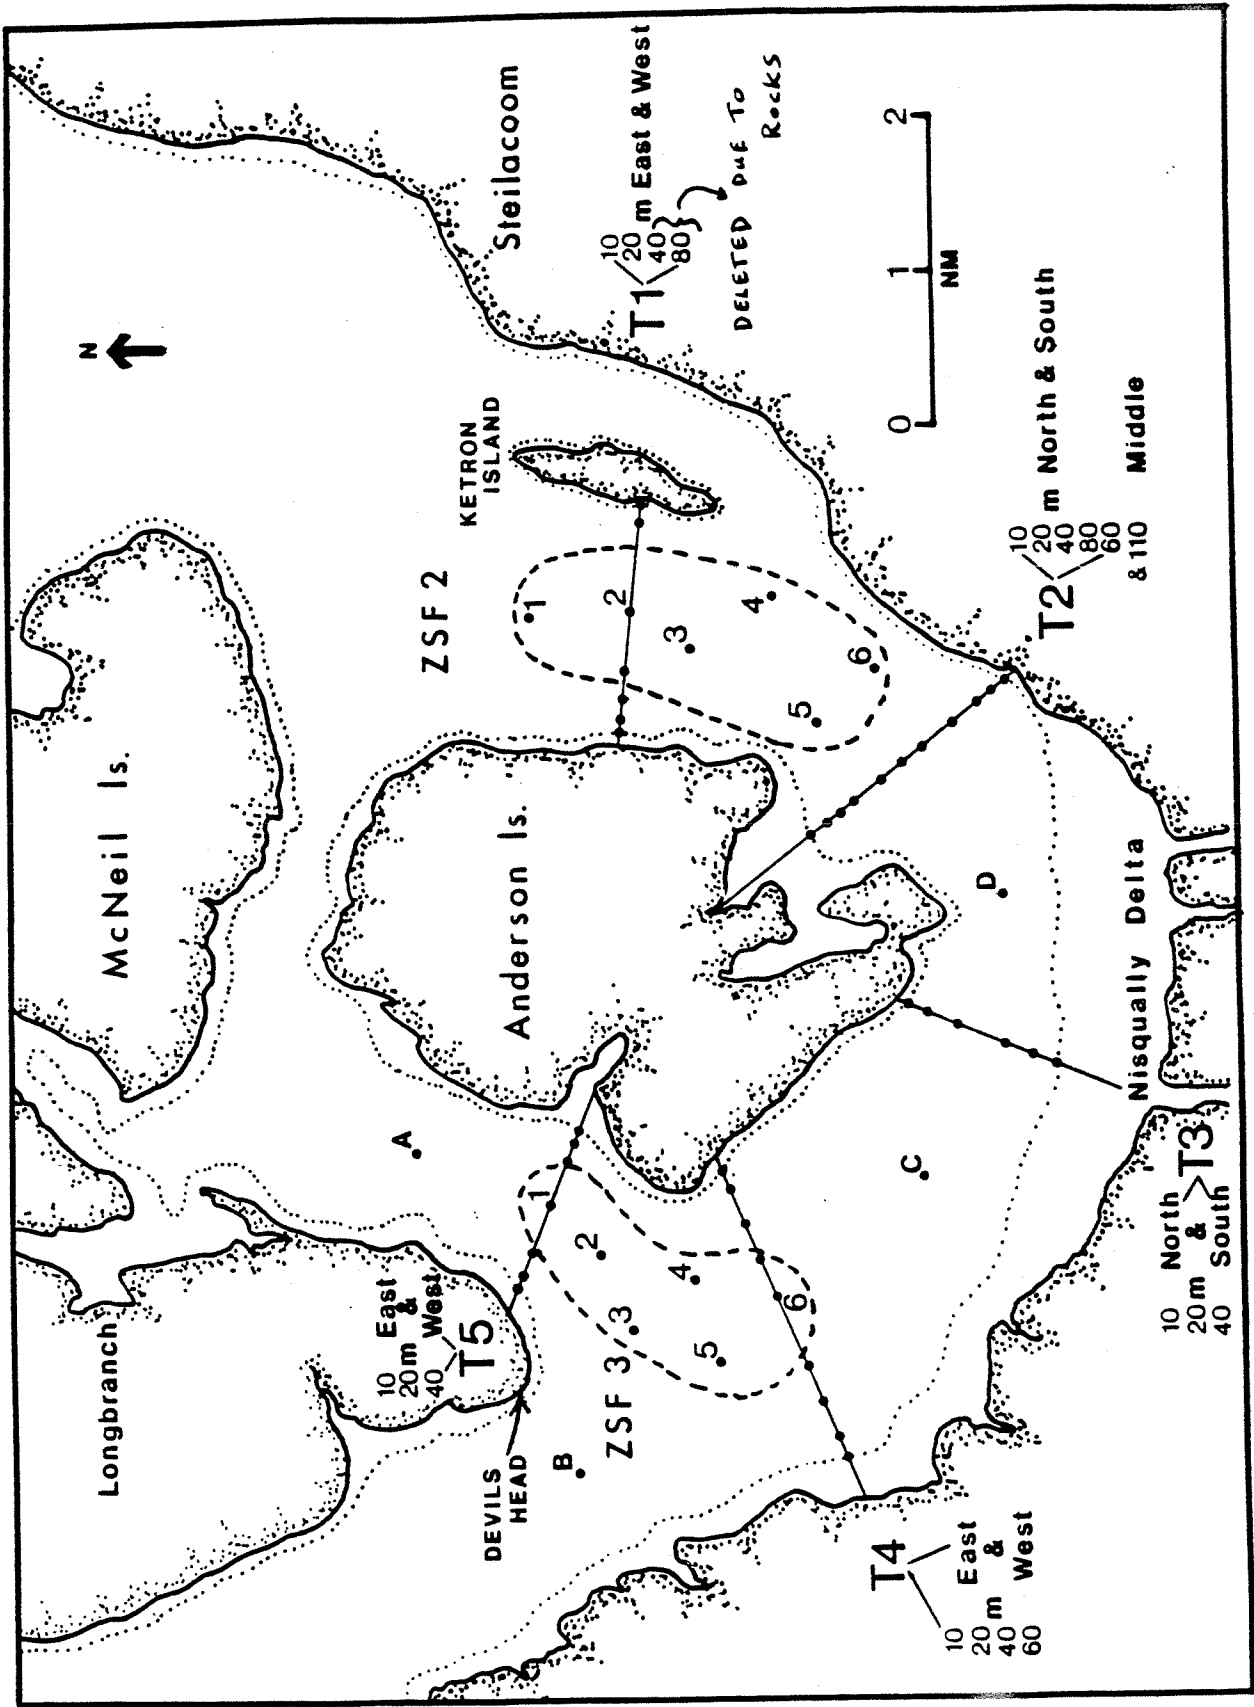 Longbranch
McNeil Is.
N
Steilacoom
A
10
20m
40
East
&
West
T5
DEVILS
HEAD
B
ZSF 3
1
2
3
4
5
6
Anderson Is.
ZSF 2
KETRON
ISLAND
1
2
3
4
5
6
T1
10
20
40
80
m East & West
DELETED DUE TO
ROCKS
0
1
2
NM
T4
10
20 m
40
60
East
&
West
C
D
T2
10
20
40
80
60
m North & South
& 110 Middle
10
20m
40
North
&
South
T3
Nisqually Delta